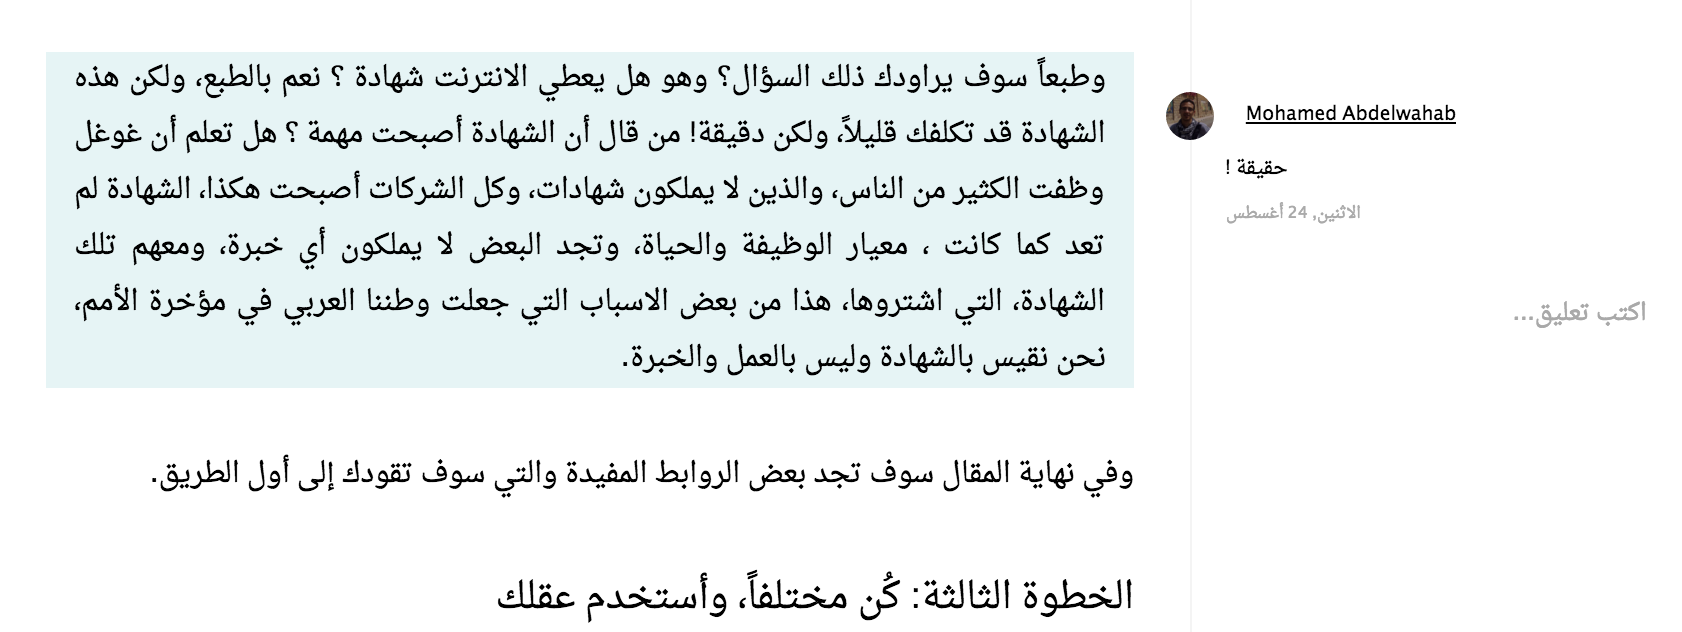 وطبعاً سوف يراودك ذلك السؤال؟ وهو هل يعطي الانترنت شهادة ؟ نعم بالطبع، ولكن هذه
الشهادة قد تكلفك قليلاً، ولكن دقيقة! من قال أن الشهادة أصبحت مهمة ؟ هل تعلم أن غوغل
وظفت الكثير من الناس، والذين لا يملكون شهادات، وكل الشركات أصبحت هكذا، الشهادة لم
تعد كما كانت ، معيار الوظيفة والحياة، وتجد البعض لا يملكون أي خبرة، ومعهم تلك
الشهادة، التي اشتروها، هذا من بعض الاسباب التي جعلت وطننا العربي في مؤخرة الأمم،
نحن نقيس بالشهادة وليس بالعمل والخبرة.
وفي نهاية المقال سوف تجد بعض الروابط المفيدة والتي سوف تقودك إلى أول الطريق.
الخطوة الثالثة: كُن مختلفاً، وأستخدم عقلك
Mohamed Abdelwahab
حقيقة !
الاثنين, 24 أغسطس
اكتب تعليق...